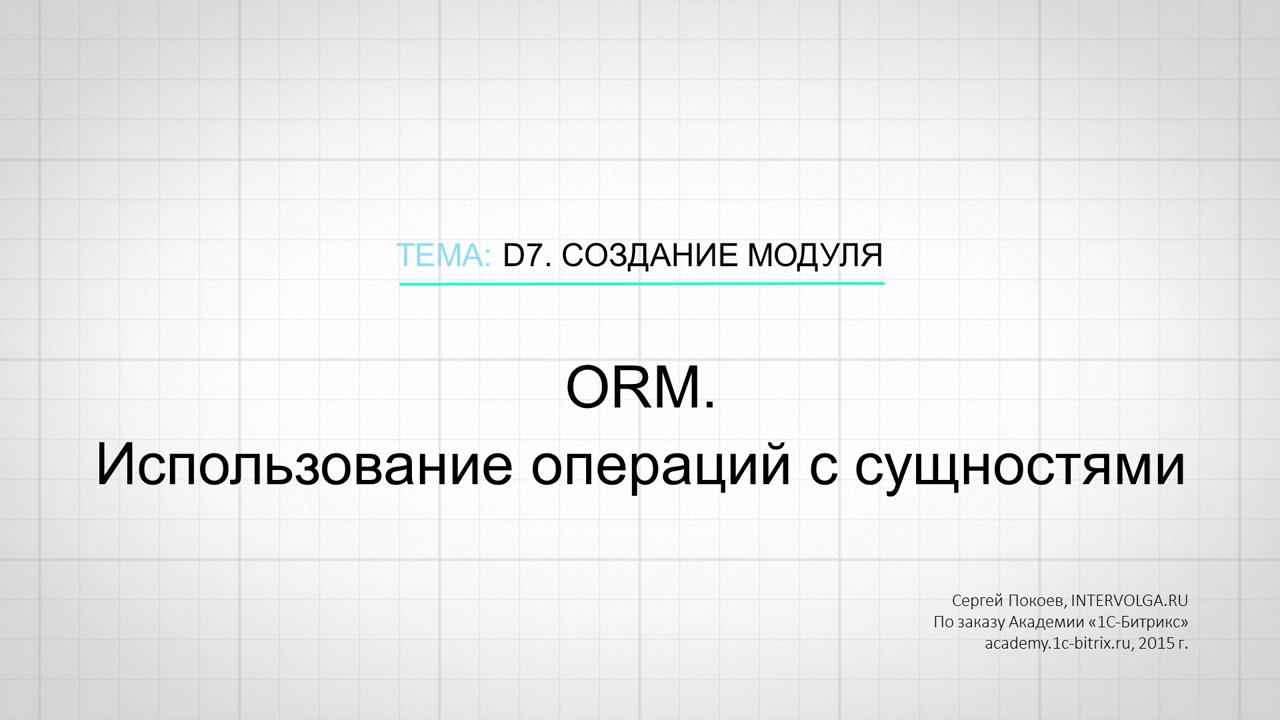 ТЕМА: D7. СОЗДАНИЕ МОДУЛЯ
ORM.
Использование операций с сущностями
Сергей Покоев, INTERVOLGA.RU
По заказу Академии «1С-Битрикс»
academy.1c-bitrix.ru, 2015 г.